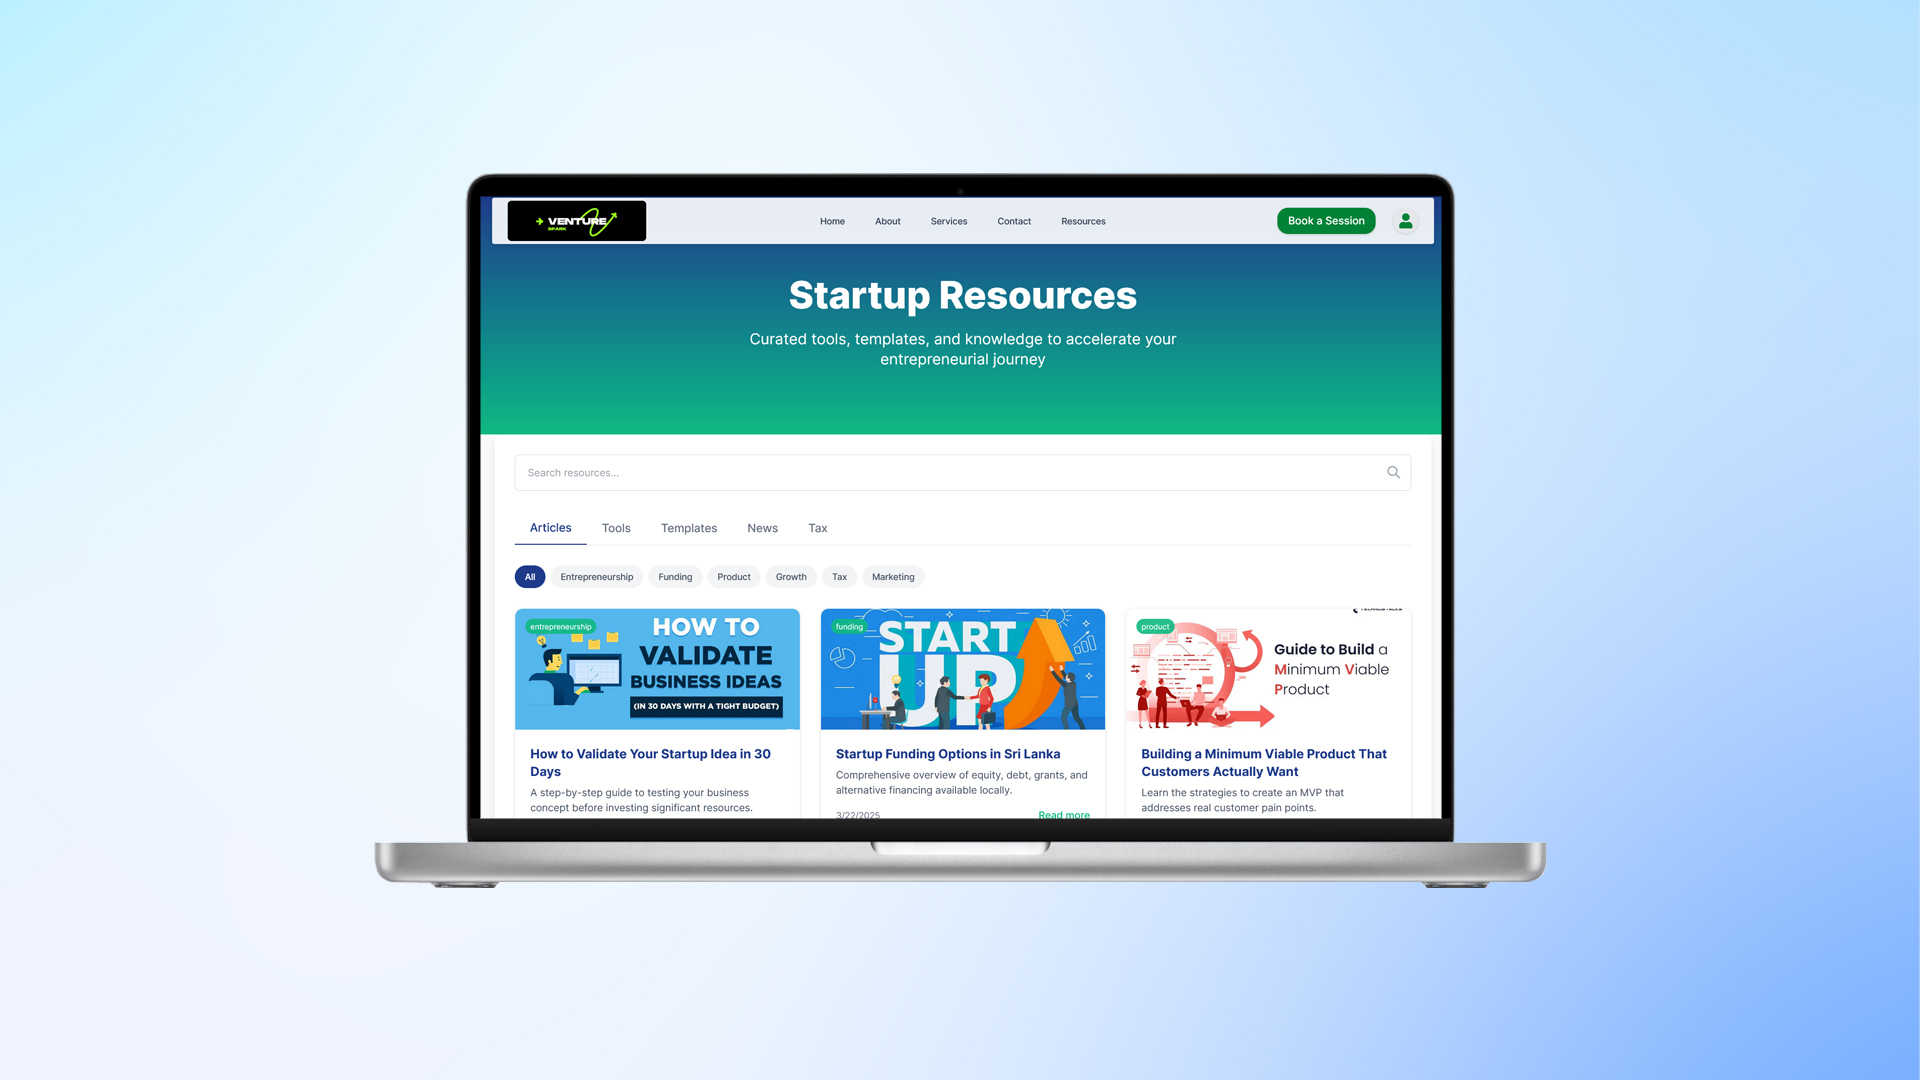 VENTURE
SPARK
Home About Services Contact Resources
Book a Session
Startup Resources
Curated tools, templates, and knowledge to accelerate your
entrepreneurial journey
Search resources...
Articles Tools Templates News Tax
All Entrepreneurship Funding Product Growth Tax Marketing
entrepreneurship
HOW TO
VALIDATE
BUSINESS IDEAS
(IN 30 DAYS WITH A TIGHT BUDGET)
How to Validate Your Startup Idea in 30
Days
A step-by-step guide to testing your business
concept before investing significant resources.
funding
START
UP
Startup Funding Options in Sri Lanka
Comprehensive overview of equity, debt, grants, and
alternative financing available locally.
3/22/2025 Read more
product
Guide to Build a
Minimum Viable
Product
Building a Minimum Viable Product That
Customers Actually Want
Learn the strategies to create an MVP that
addresses real customer pain points.